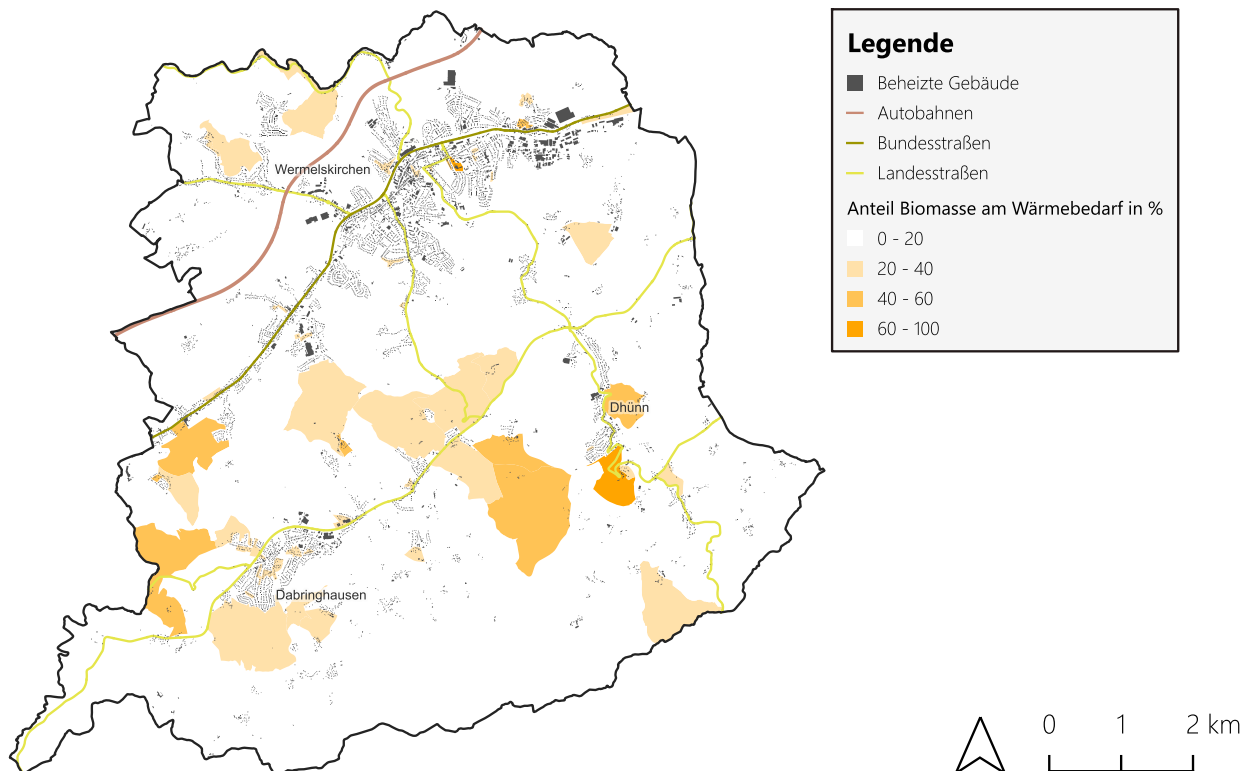 Legende
Beheizte Gebäude
Autobahnen
Bundesstraßen
Landesstraßen
Anteil Biomasse am Wärmebedarf in %
0 - 20
20 - 40
40 - 60
60 - 100
Wermelskirchen
Dhünn
Dabringhausen
0 1 2 km